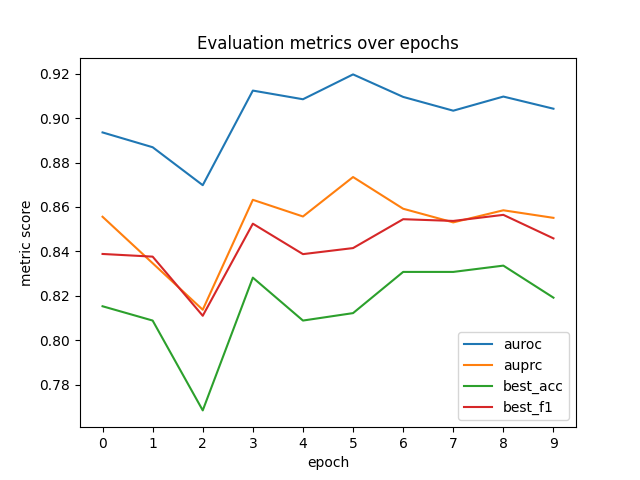 Evaluation metrics over epochs
metric score
0.92
0.90
0.88
0.86
0.84
0.82
0.80
0.78
auroc
auprc
best_acc
best_f1
0 1 2 3 4 5 6 7 8 9
epoch